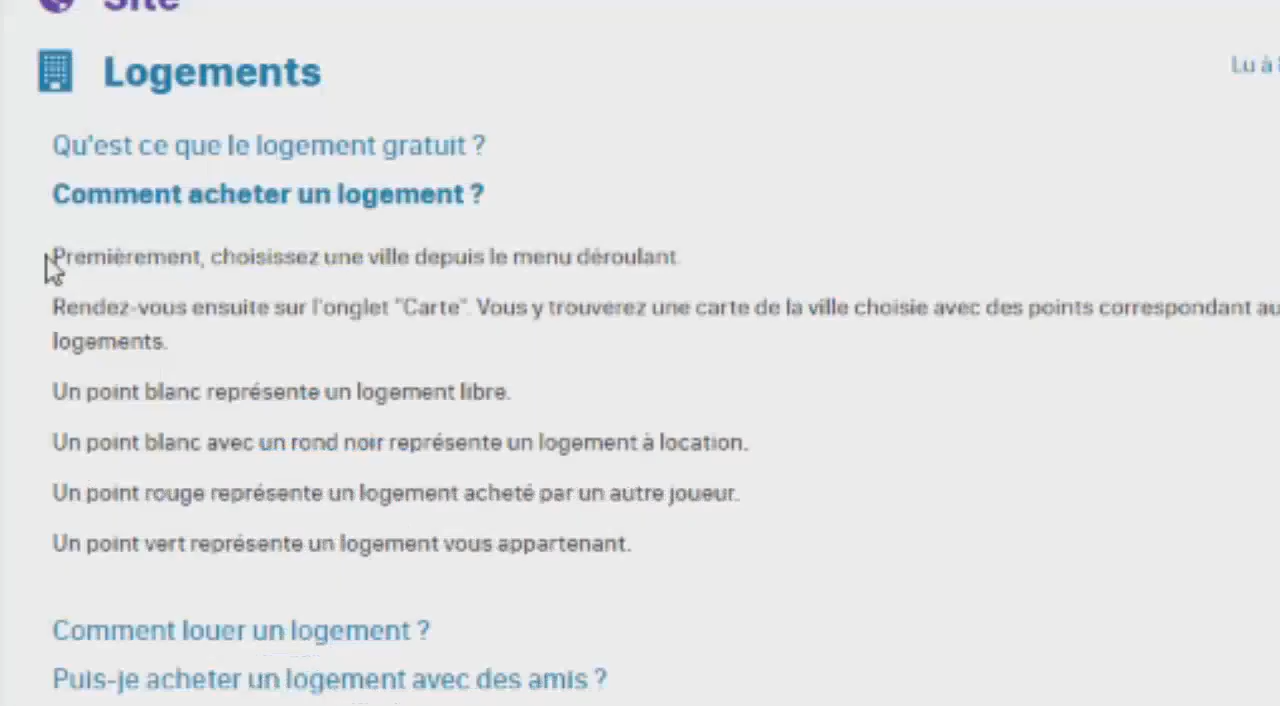 Site
Logements
Lu à
Qu'est ce que le logement gratuit ?
Comment acheter un logement ?
Premièrement, choisissez une ville depuis le menu déroulant.
Rendez-vous ensuite sur l'onglet "Carte". Vous y trouverez une carte de la ville choisie avec des points correspondant au
logements.
Un point blanc représente un logement libre.
Un point blanc avec un rond noir représente un logement à location.
Un point rouge représente un logement acheté par un autre joueur.
Un point vert représente un logement vous appartenant.
Comment louer un logement ?
Puis-je acheter un logement avec des amis ?